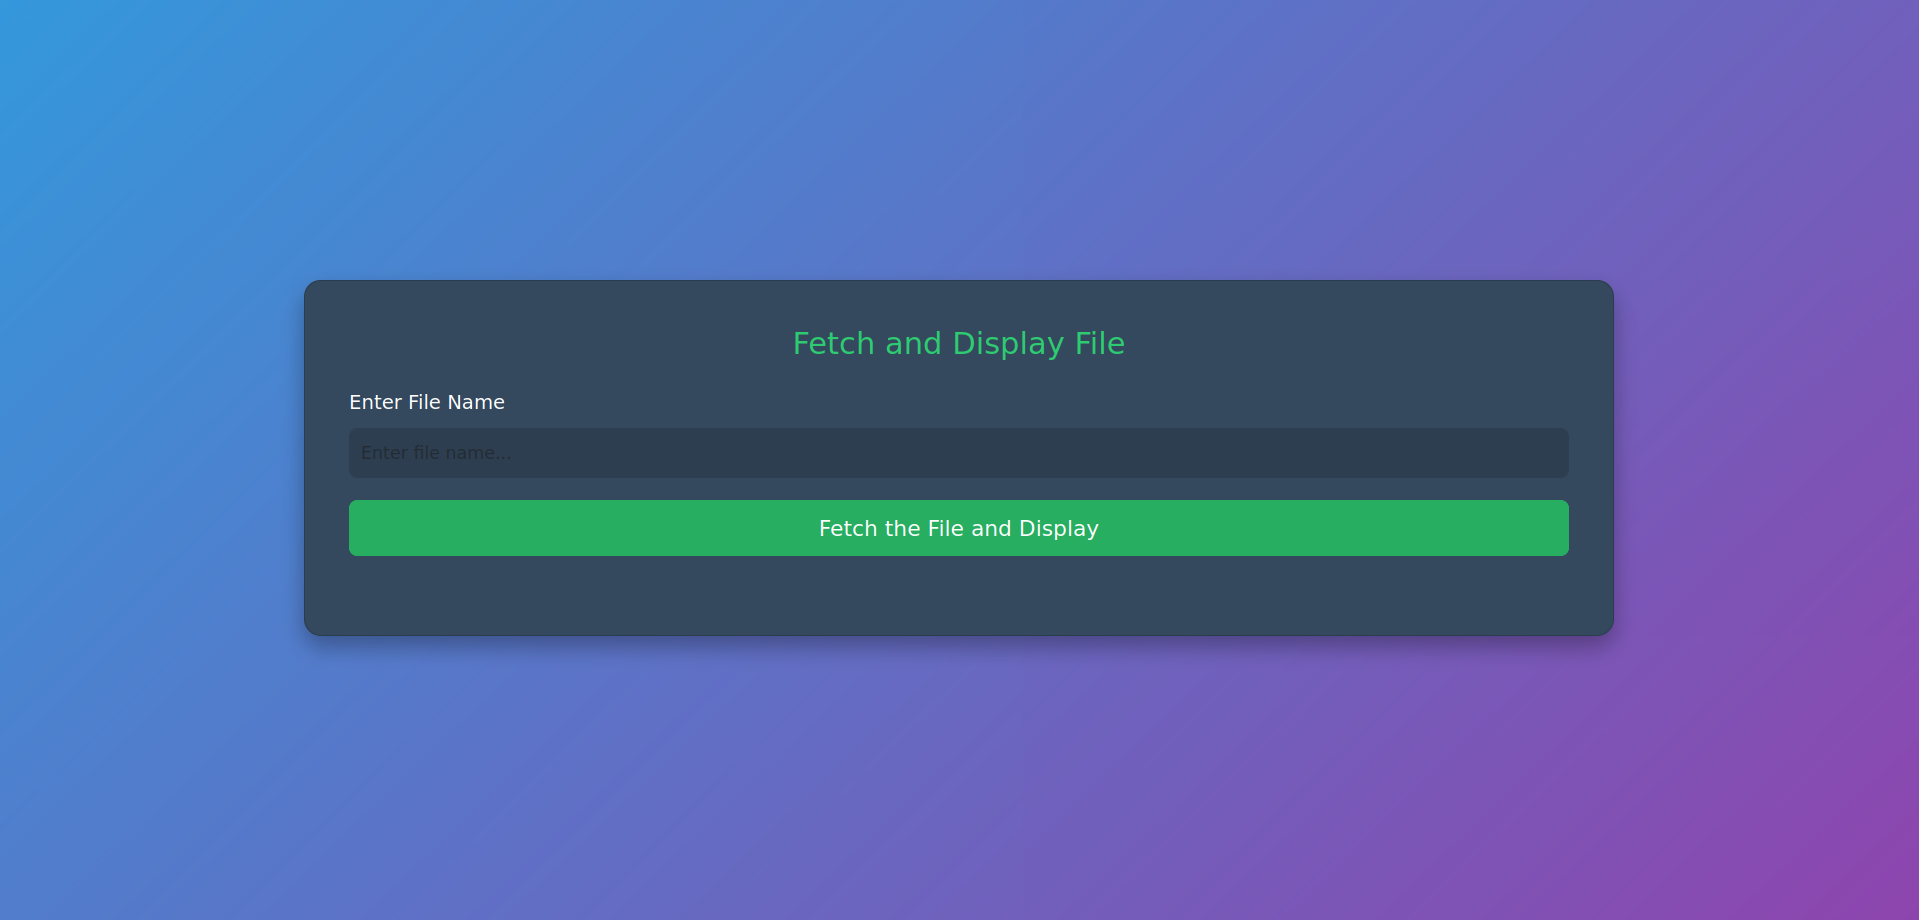 Fetch and Display File
Enter File Name
Enter file name...
Fetch the File and Display